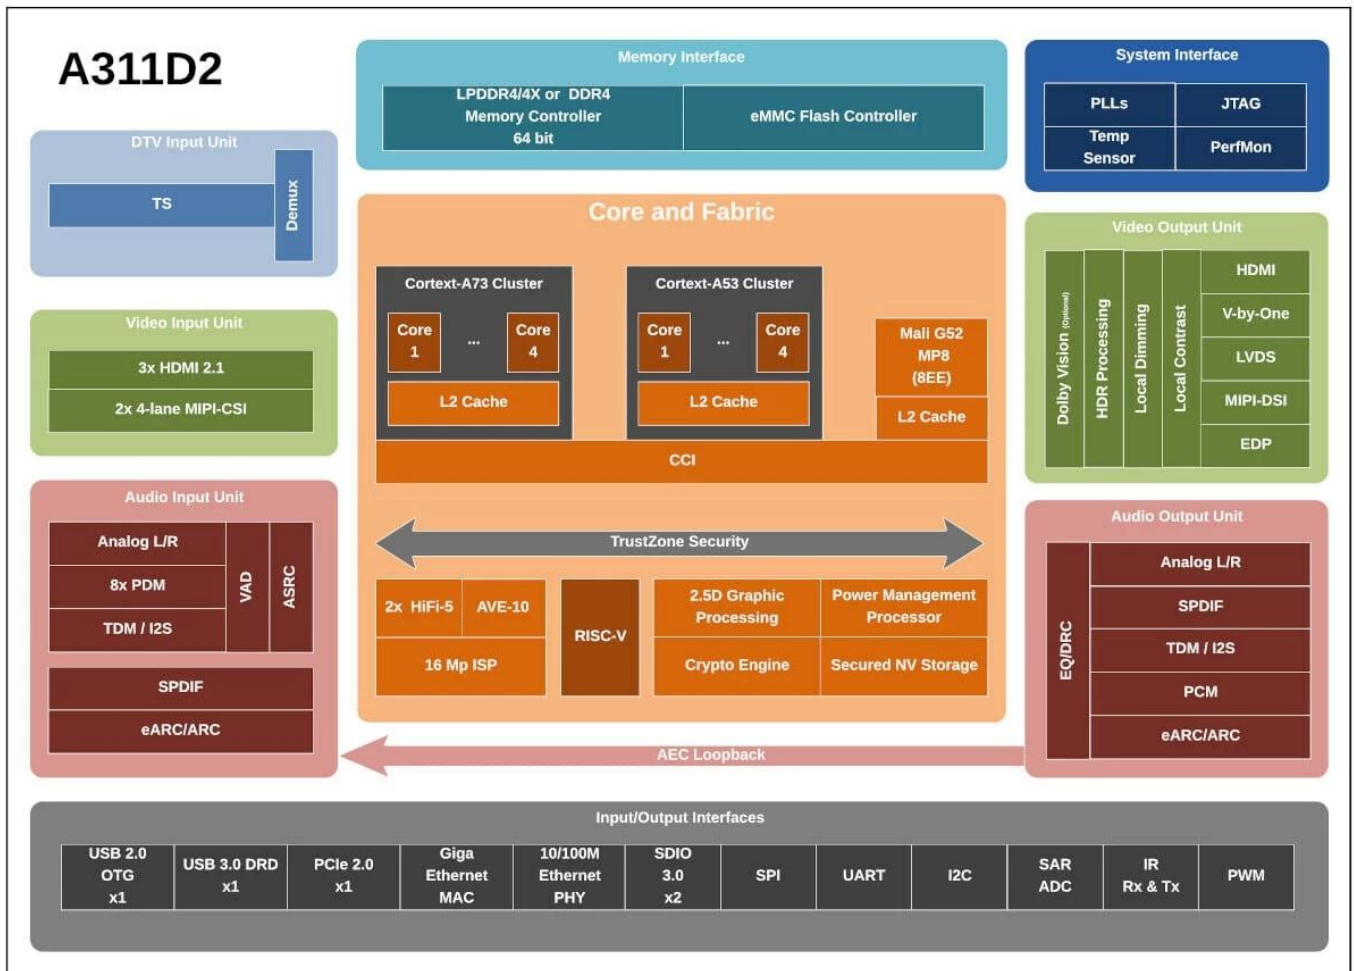 A311D2
Memory Interface
LPDDR4/4X or DDR4
Memory Controller
64 bit
eMMC Flash Controller
System Interface
PLLs
JTAG
Temp
Sensor
PerfMon
DTV Input Unit
TS
Demux
Core and Fabric
Cortext-A73 Cluster
Core
1
...
Core
4
L2 Cache
Cortext-A53 Cluster
Core
1
...
Core
4
L2 Cache
Mali G52
MP8
(8EE)
L2 Cache
CCI
TrustZone Security
2x HiFi-5
AVE-10
16 Mp ISP
RISC-V
2.5D Graphic
Processing
Power Management
Processor
Crypto Engine
Secured NV Storage
Video Input Unit
3x HDMI 2.1
2x 4-lane MIPI-CSI
Video Output Unit
Dolby Vision (Optional)
HDR Processing
Local Dimming
Local Contrast
HDMI
V-by-One
LVDS
MIPI-DSI
EDP
Audio Input Unit
Analog L/R
8x PDM
TDM / I2S
VAD
ASRC
SPDIF
eARC/ARC
Audio Output Unit
EQ/DRC
Analog L/R
SPDIF
TDM / I2S
PCM
eARC/ARC
AEC Loopback
Input/Output Interfaces
USB 2.0
OTG
x1
USB 3.0 DRD
x1
PCIe 2.0
x1
Giga
Ethernet
MAC
10/100M
Ethernet
PHY
SDIO
3.0
x2
SPI
UART
I2C
SAR
ADC
IR
Rx & Tx
PWM